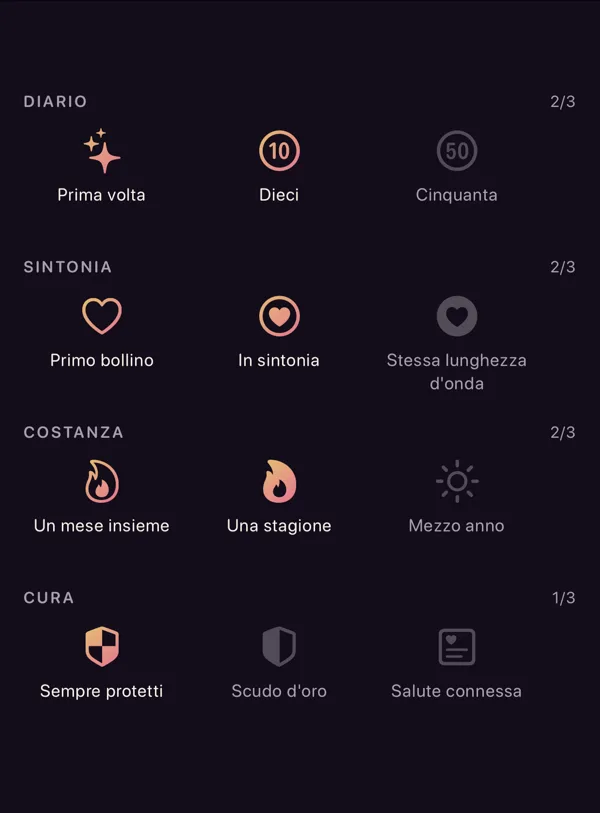 DIARIO 2/3
10 50
Prima volta Dieci Cinquanta
SINTONIA 2/3
Primo bollino In sintonia Stessa lunghezza
d'onda
COSTANZA 2/3
Un mese insieme Una stagione Mezzo anno
CURA 1/3
Sempre protetti Scudo d'oro Salute connessa